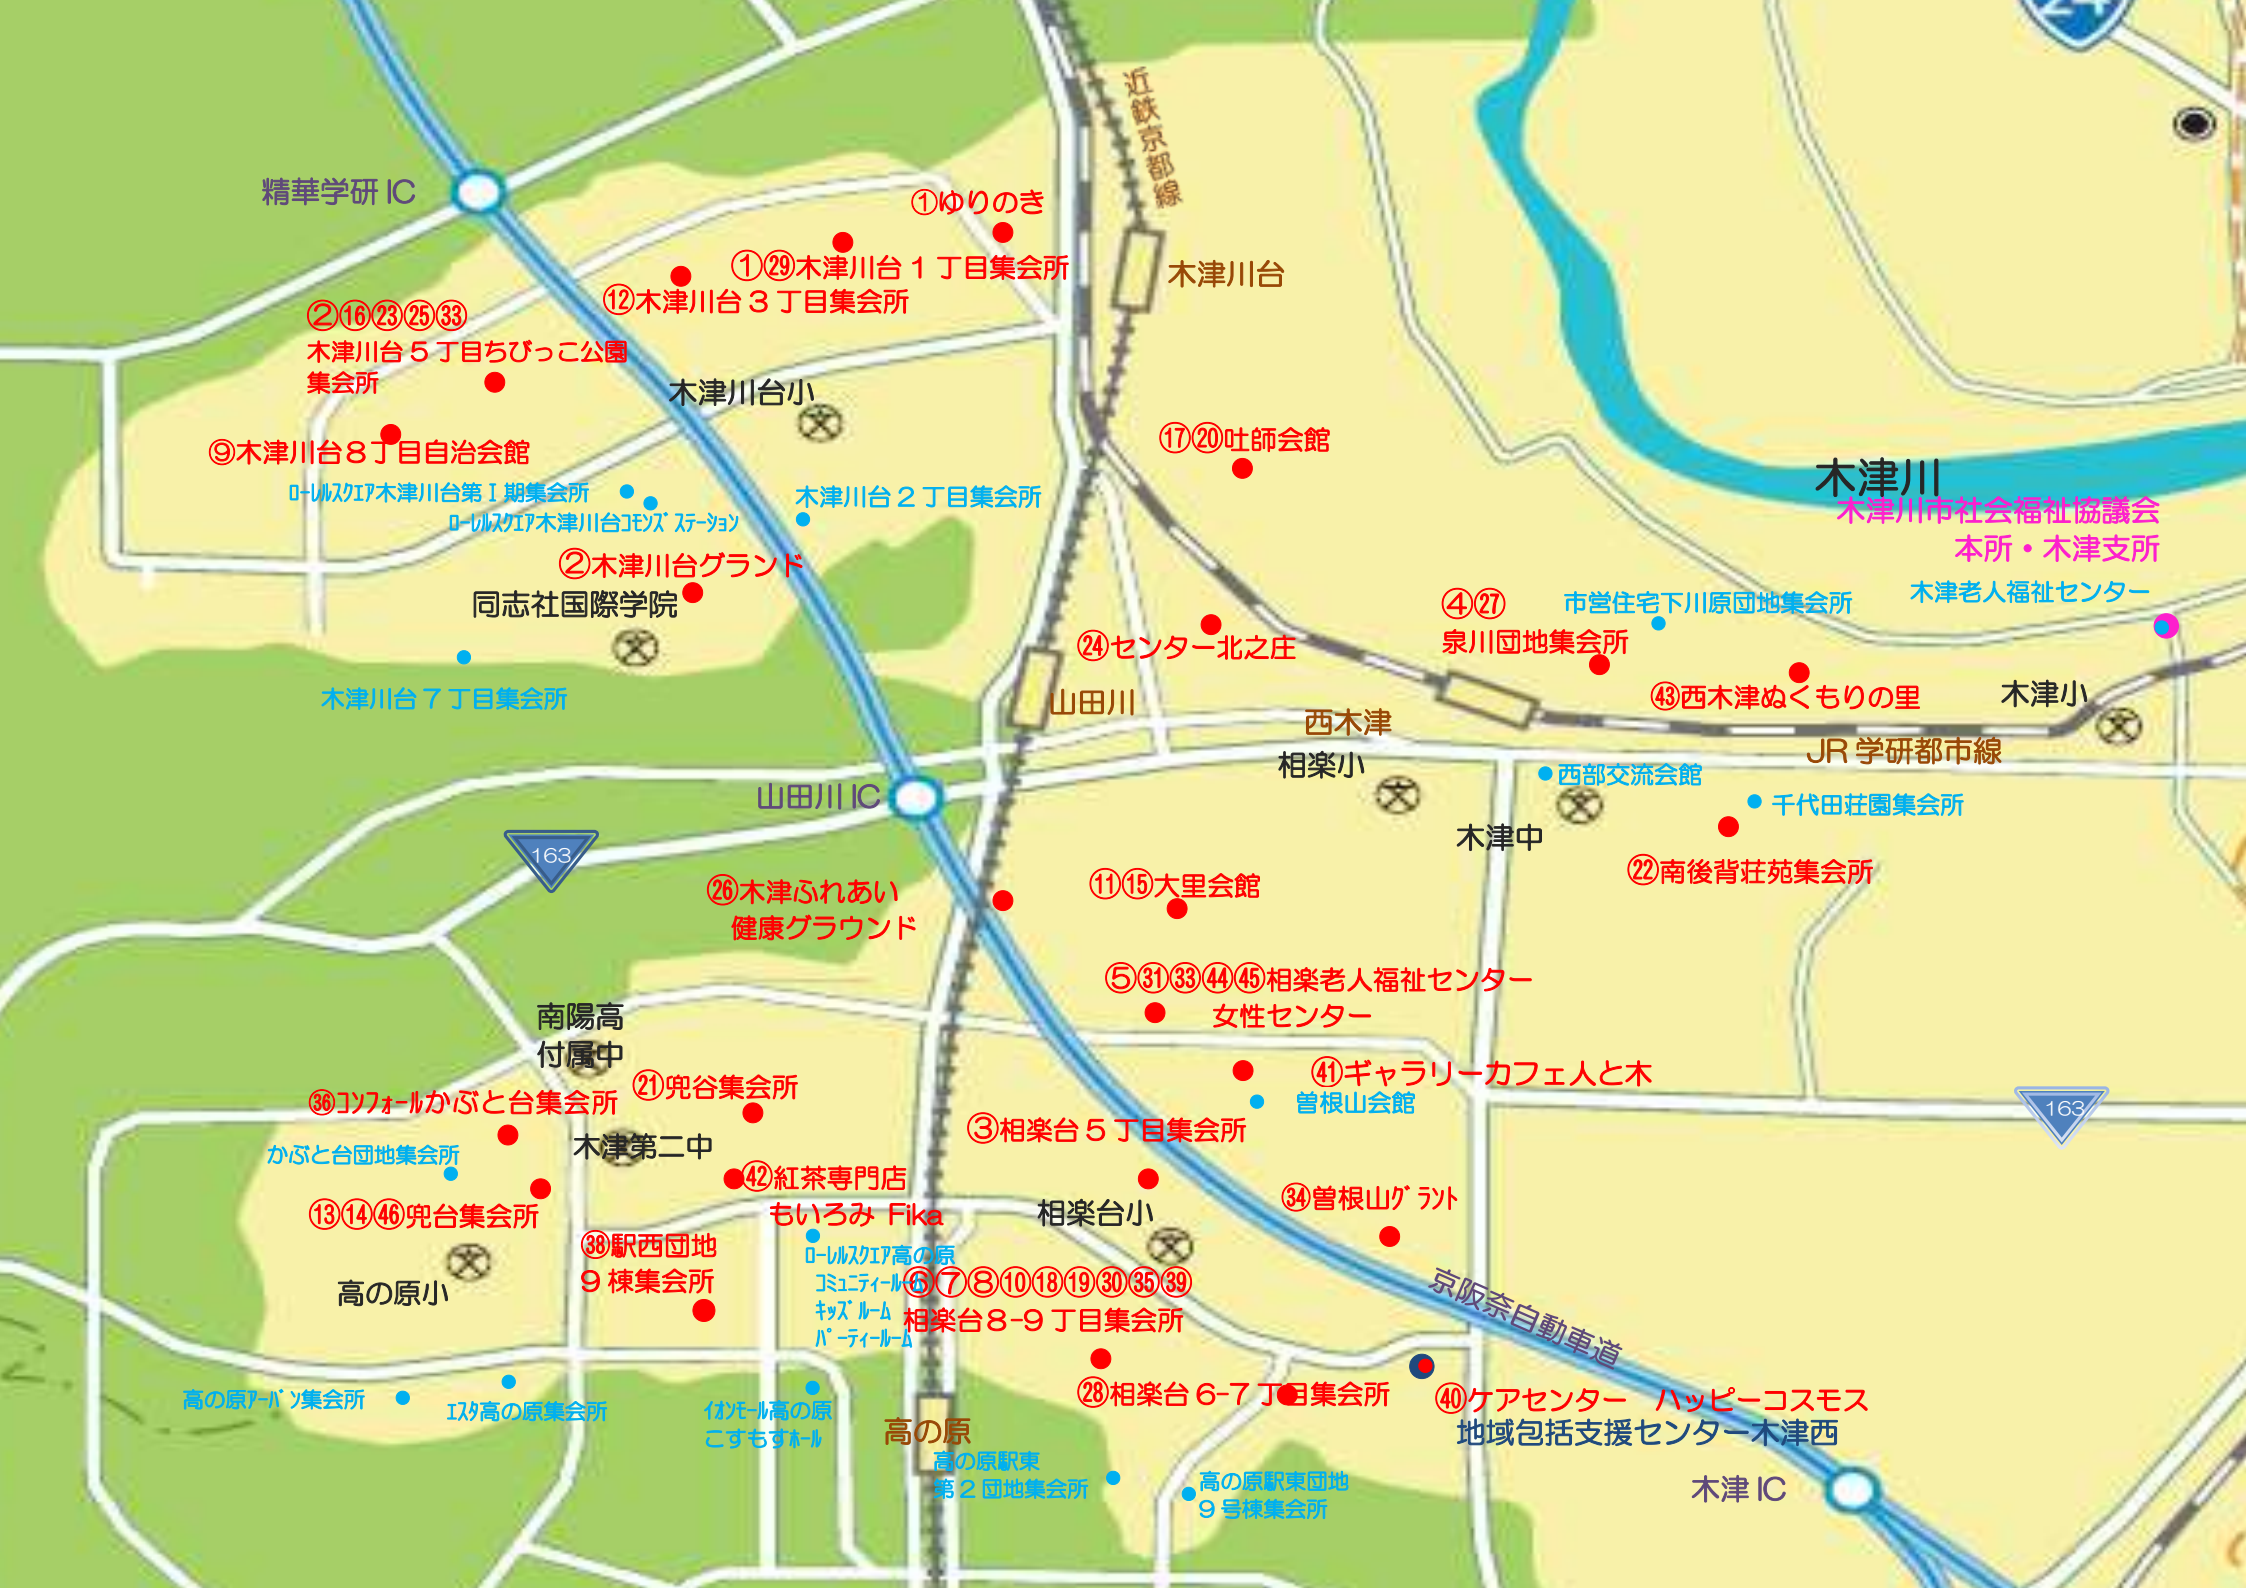 24
近鉄京都線
精華学研 IC
①ゆりのき
①㉙木津川台 1 丁目集会所
木津川台
⑫木津川台 3 丁目集会所
②⑯㉓㉕㉝
木津川台 5 丁目ちびっこ公園
集会所
木津川台小
⑨木津川台8丁目自治会館
⑰⑳吐師会館
ﾛｰﾚﾙｽｸｴｱ木津川台第Ⅰ期集会所
ﾛｰﾚﾙｽｸｴｱ木津川台ｺﾓﾝｽﾞｽﾃｰｼｮﾝ
木津川台 2 丁目集会所
木津川
木津川市社会福祉協議会
本所・木津支所
木津老人福祉センター
②木津川台グランド
同志社国際学院
④㉗
泉川団地集会所
市営住宅下川原団地集会所
㉔センター北之庄
木津川台 7 丁目集会所
山田川
西木津
㊸西木津ぬくもりの里
木津小
JR 学研都市線
相楽小
西部交流会館
千代田荘園集会所
木津中
山田川 IC
163
㉒南後背荘苑集会所
㉖木津ふれあい
健康グラウンド
⑪⑮大里会館
⑤㉛㉝㊹㊺相楽老人福祉センター
女性センター
南陽高
付属中
㊱ｺﾝﾌｫｰﾙかぶと台集会所
㉑兜谷集会所
㊶ギャラリーカフェ人と木
曽根山会館
163
③相楽台 5 丁目集会所
かぶと台団地集会所
木津第二中
㊷紅茶専門店
もいろみ Fika
⑬⑭㊻兜台集会所
相楽台小
㉞曽根山ｸﾞﾗﾝﾄ
㊳駅西団地
9 棟集会所
高の原小
ﾛｰﾚﾙｽｸｴｱ高の原
ｺﾐｭﾆﾃｨｰﾙｰﾑ
ｷｯｽﾞﾙｰﾑ
ﾊﾟｰﾃｨｰﾙｰﾑ
⑥⑦⑧⑩⑱⑲㉚㉟㊴
相楽台8-9 丁目集会所
京阪奈自動車道
高の原ｱｰﾊﾞﾝ集会所
ｴｽﾀ高の原集会所
ｲｵﾝﾓｰﾙ高の原
こすもすﾎｰﾙ
㉘相楽台 6-7 丁目集会所
㊵ケアセンター　ハッピーコスモス
地域包括支援センター木津西
高の原
高の原駅東
第 2 団地集会所
高の原駅東団地
9 号棟集会所
木津 IC